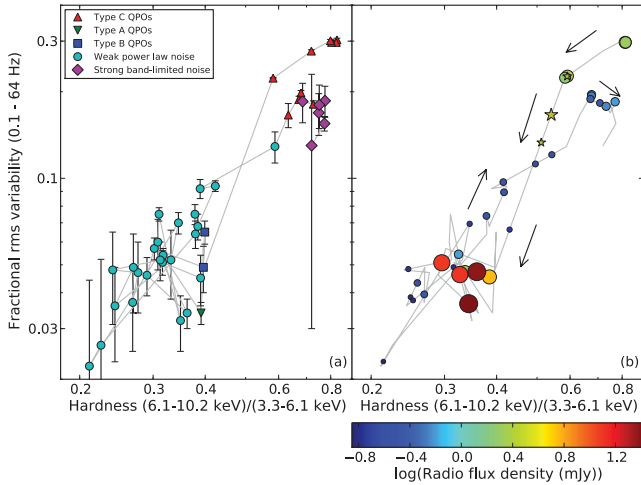 Type C QPOs
Type A QPOs
Type B QPOs
Weak power law noise
Strong band-limited noise
Fractional rms variability (0.1 - 64 Hz)
0.3
0.1
0.03
(a)
(b)
0.2 0.3 0.4 0.6 0.8
0.2 0.3 0.4 0.6 0.8
Hardness (6.1-10.2 keV)/(3.3-6.1 keV)
Hardness (6.1-10.2 keV)/(3.3-6.1 keV)
−0.8 −0.4 0.0 0.4 0.8 1.2
log(Radio flux density (mJy))